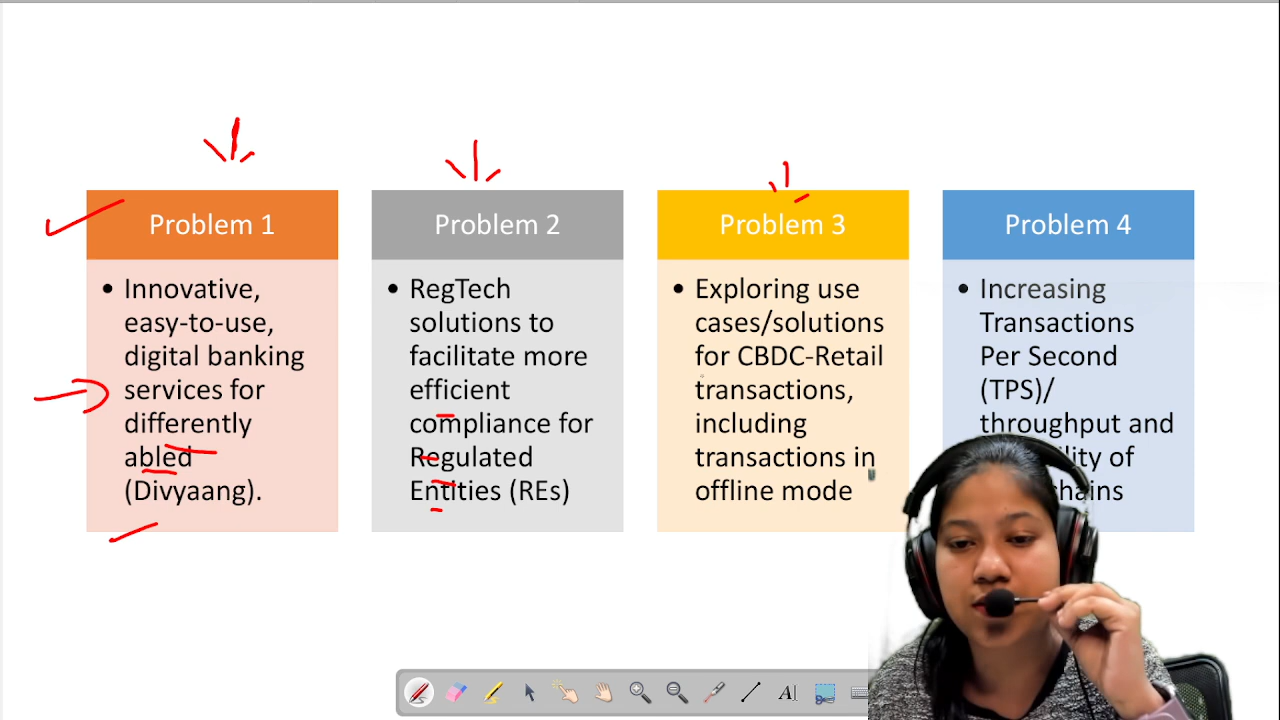 Problem 1
Innovative,
easy-to-use,
digital banking
services for
differently
abled
(Divyaang).
Problem 2
RegTech
solutions to
facilitate more
efficient
compliance for
Regulated
Entities (REs)
Problem 3
Exploring use
cases/solutions
for CBDC-Retail
transactions,
including
transactions in
offline mode
Problem 4
Increasing
Transactions
Per Second
(TPS)/
throughput and
of
A